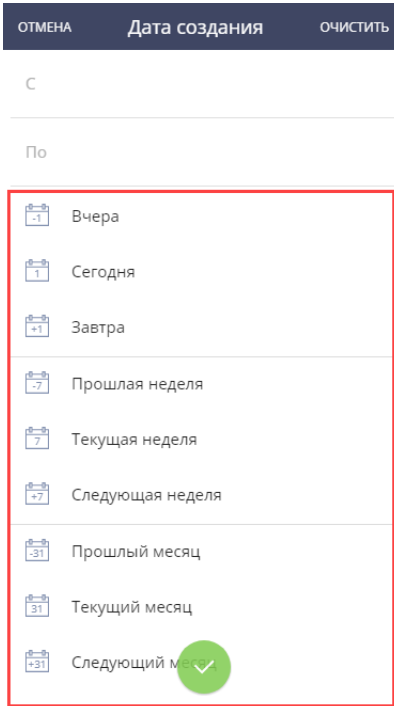 ОТМЕНА Дата создания ОЧИСТИТЬ
С
По
-1 Вчера
1 Сегодня
+1 Завтра
-7 Прошлая неделя
7 Текущая неделя
+7 Следующая неделя
-31 Прошлый месяц
31 Текущий месяц
+31 Следующий месяц